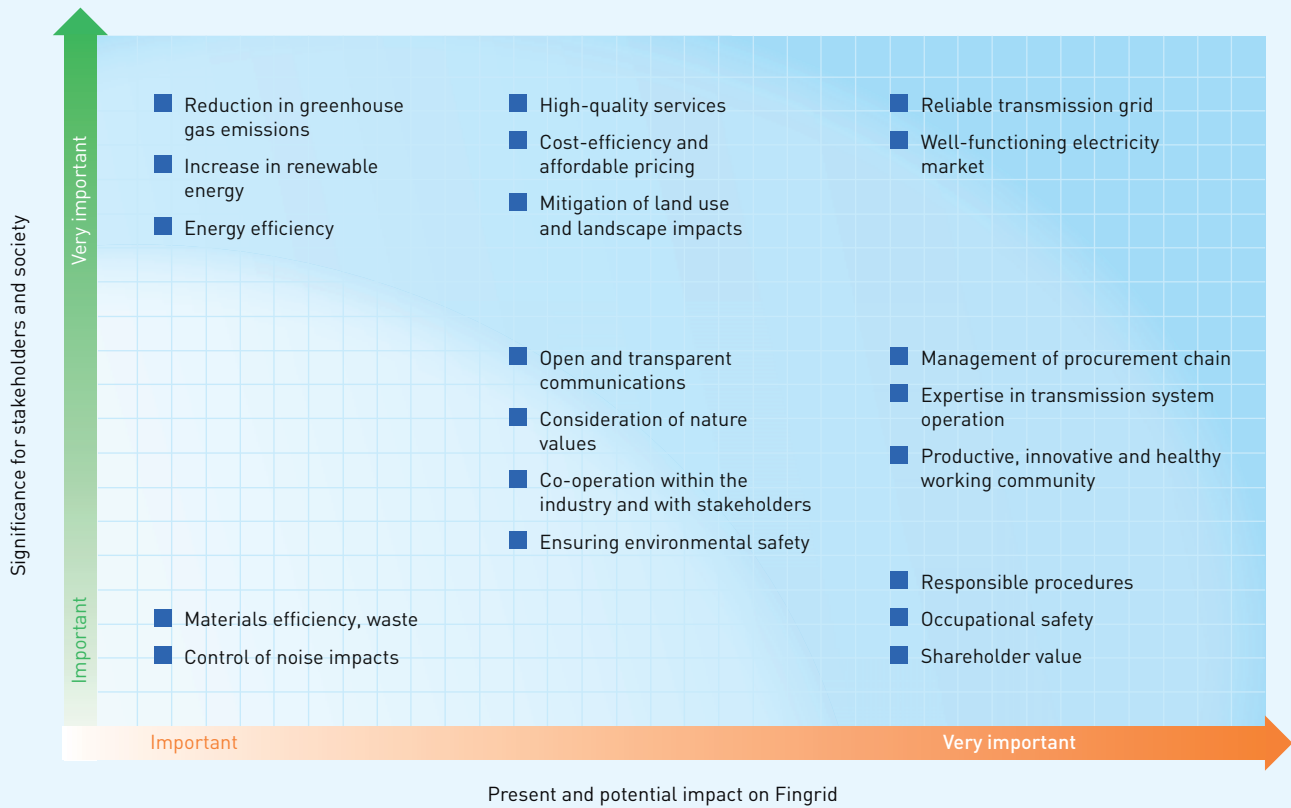 Significance for stakeholders and society
Very important
Important
Reduction in greenhouse
gas emissions
Increase in renewable
energy
Energy efficiency
High-quality services
Cost-efficiency and
affordable pricing
Mitigation of land use
and landscape impacts
Reliable transmission grid
Well-functioning electricity
market
Open and transparent
communications
Consideration of nature
values
Co-operation within the
industry and with stakeholders
Ensuring environmental safety
Management of procurement chain
Expertise in transmission system
operation
Productive, innovative and healthy
working community
Materials efficiency, waste
Control of noise impacts
Responsible procedures
Occupational safety
Shareholder value
Important
Very important
Present and potential impact on Fingrid